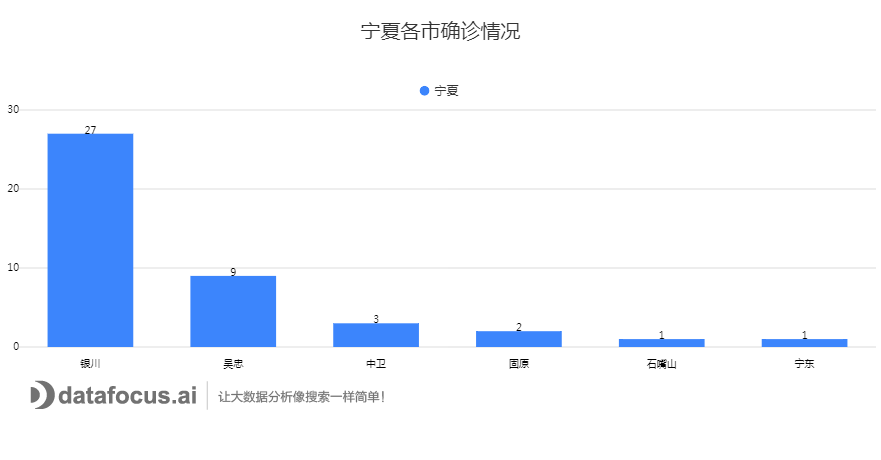 宁夏各市确诊情况
宁夏
30
27
20
10
9
3
2
1
1
0
银川 吴忠 中卫 固原 石嘴山 宁东
datafocus.ai 让大数据分析像搜索一样简单!